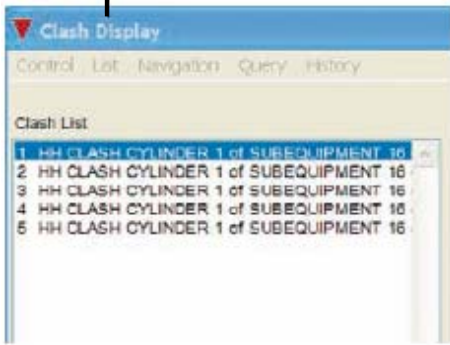 Clash Display
Control List Navigation Query History
Clash List
1 HH CLASH CYLINDER 1 of SUBEQUIPMENT 16
2 HH CLASH CYLINDER 1 of SUBEQUIPMENT 16
3 HH CLASH CYLINDER 1 of SUBEQUIPMENT 16
4 HH CLASH CYLINDER 1 of SUBEQUIPMENT 16
5 HH CLASH CYLINDER 1 of SUBEQUIPMENT 16